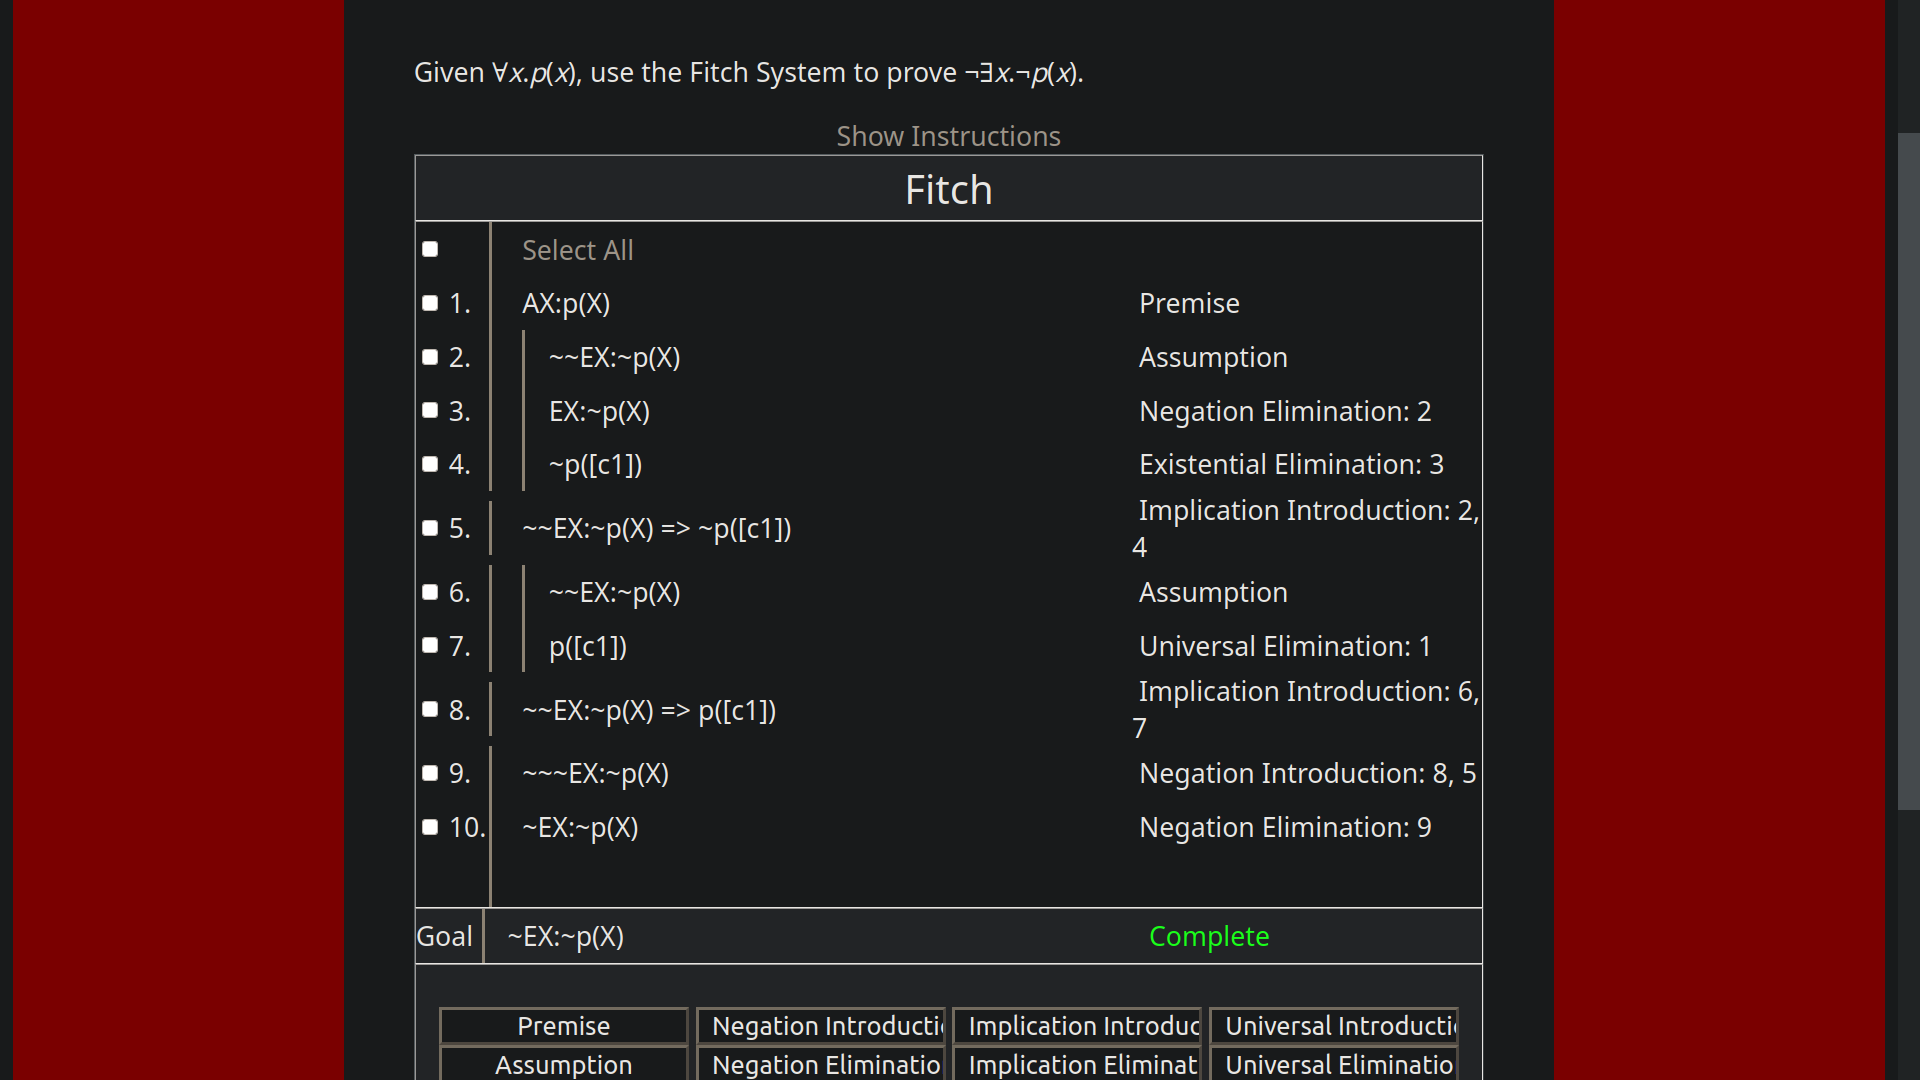 Given ∀x.p(x), use the Fitch System to prove ¬∃x.¬p(x).
Show Instructions
Fitch
Select All
1. AX:p(X) Premise
2. ~~EX:~p(X) Assumption
3. EX:~p(X) Negation Elimination: 2
4. ~p([c1]) Existential Elimination: 3
5. ~~EX:~p(X) => ~p([c1]) Implication Introduction: 2,
4
6. ~~EX:~p(X) Assumption
7. p([c1]) Universal Elimination: 1
8. ~~EX:~p(X) => p([c1]) Implication Introduction: 6,
7
9. ~~~EX:~p(X) Negation Introduction: 8, 5
10. ~EX:~p(X) Negation Elimination: 9
Goal ~EX:~p(X) Complete
Premise Negation Introducti Implication Introduc Universal Introducti
Assumption Negation Eliminatio Implication Eliminat Universal Eliminatio